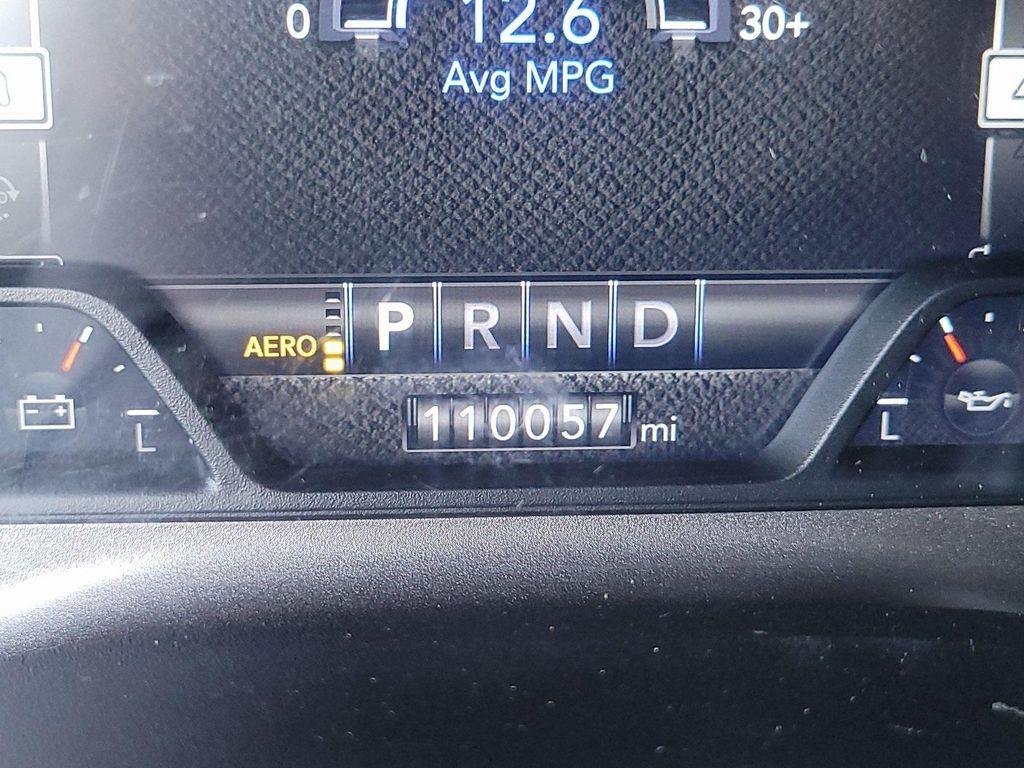 0 12.6 30+
Avg MPG
AERO P R N D
110057 mi
L L